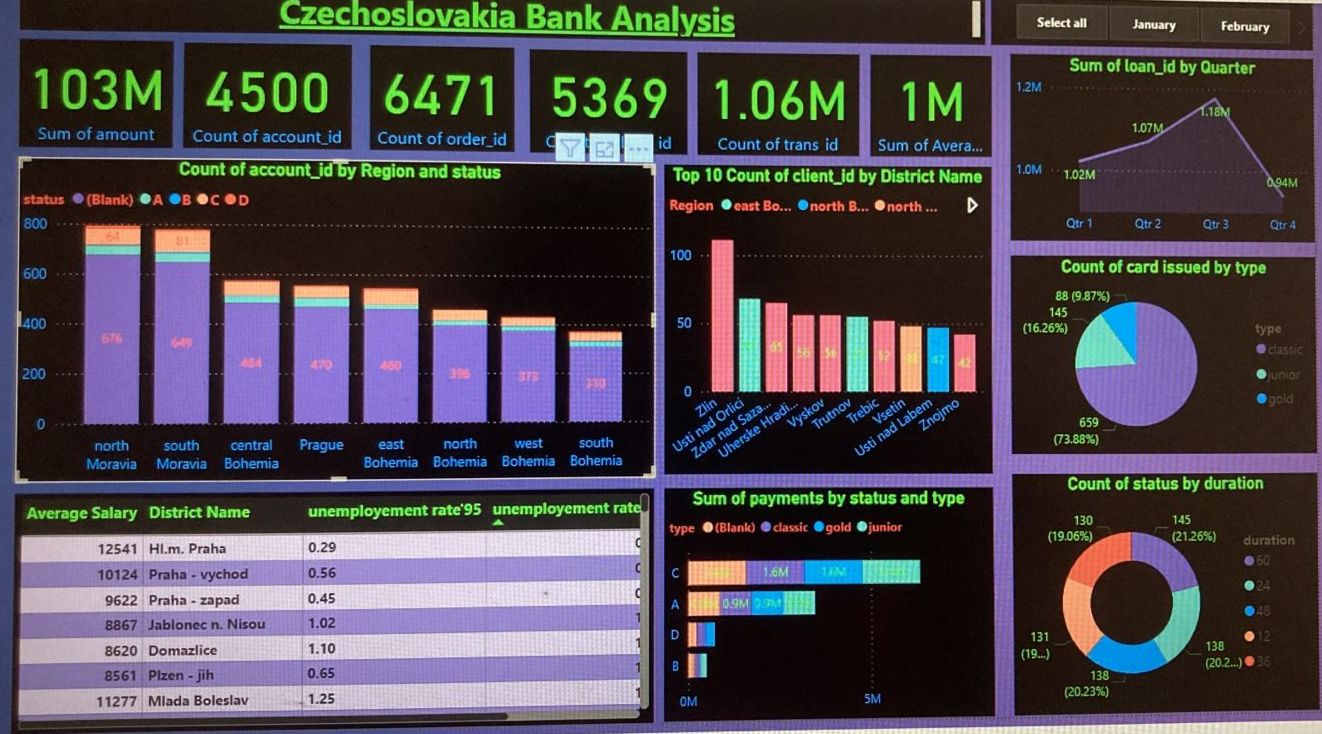 Czechoslovakia Bank Analysis
Select all
January
February
103M
Sum of amount
4500
Count of account_id
6471
Count of order_id
5369
id
1.06M
Count of trans id
1M
Sum of Avera...
Count of account_id by Region and status
status (Blank) A B C D
800
600
400
200
0
64
81
676
649
484
470
460
396
373
310
north Moravia
south Moravia
central Bohemia
Prague
east Bohemia
north Bohemia
west Bohemia
south Bohemia
Top 10 Count of client_id by District Name
Region east Bo... north B... north ...
100
50
0
65
56
56
52
47
42
Zlin
Usti nad Orlici
Zdar nad Saza...
Uherske Hradi...
Vyskov
Trutnov
Trebic
Vsetin
Usti nad Labem
Znojmo
Sum of loan_id by Quarter
1.2M
1.0M
1.02M
1.07M
1.18M
0.94M
Qtr 1
Qtr 2
Qtr 3
Qtr 4
Count of card issued by type
88 (9.87%)
145
(16.26%)
659
(73.88%)
type
classic
junior
gold
Average Salary District Name unemployement rate'95 unemployement rate
12541 Hl.m. Praha 0.29
10124 Praha - vychod 0.56
9622 Praha - zapad 0.45
8867 Jablonec n. Nisou 1.02
8620 Domazlice 1.10
8561 Plzen - jih 0.65
11277 Mlada Boleslav 1.25
Sum of payments by status and type
type (Blank) classic gold junior
C
1.6M
1.6M
A
0.9M
0.9M
D
B
0M
5M
Count of status by duration
130
(19.06%)
145
(21.26%)
131
(19...)
138
(20.2...)
138
(20.23%)
duration
60
24
48
12
36